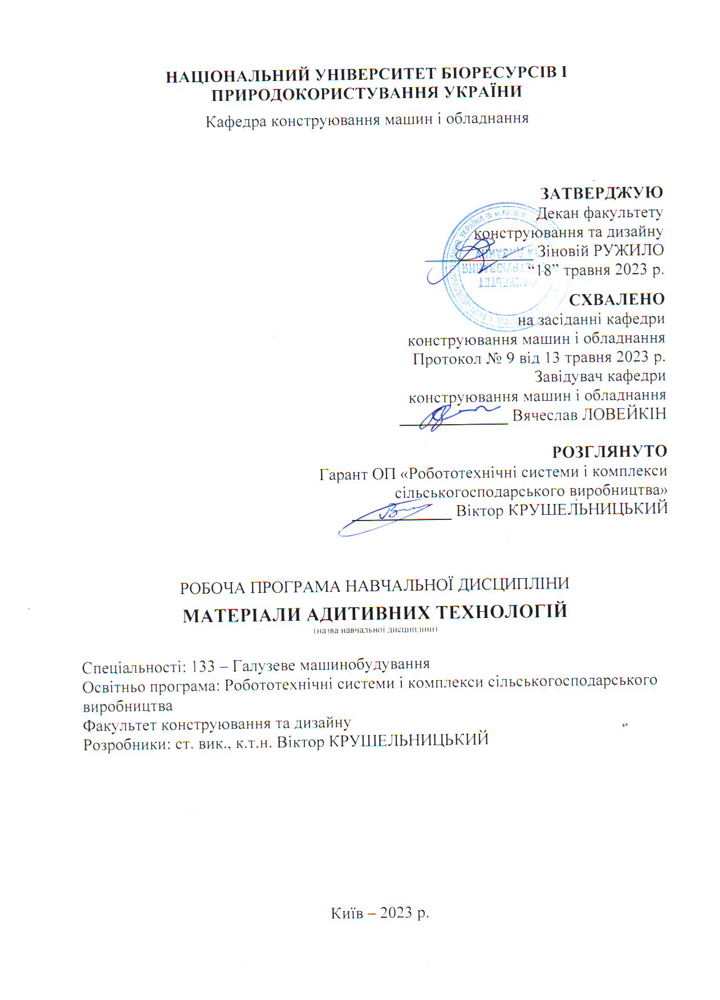 НАЦІОНАЛЬНИЙ УНІВЕРСИТЕТ БІОРЕСУРСІВ І
ПРИРОДОКОРИСТУВАННЯ УКРАЇНИ
Кафедра конструювання машин і обладнання
ЗАТВЕРДЖУЮ
Декан факультету
конструювання та дизайну
Зіновій РУЖИЛО
“18” травня 2023 р.
СХВАЛЕНО
на засіданні кафедри
конструювання машин і обладнання
Протокол № 9 від 13 травня 2023 р.
Завідувач кафедри
конструювання машин і обладнання
Вячеслав ЛОВЕЙКІН
РОЗГЛЯНУТО
Гарант ОП «Робототехнічні системи і комплекси
сільськогосподарського виробництва»
Віктор КРУШЕЛЬНИЦЬКИЙ
РОБОЧА ПРОГРАМА НАВЧАЛЬНОЇ ДИСЦИПЛІНИ
МАТЕРІАЛИ АДИТИВНИХ ТЕХНОЛОГІЙ
(назва навчальної дисципліни)
Спеціальності: 133 – Галузеве машинобудування
Освітньо програма: Робототехнічні системи і комплекси сільськогосподарського
виробництва
Факультет конструювання та дизайну
Розробники: ст. вик., к.т.н. Віктор КРУШЕЛЬНИЦЬКИЙ
Київ – 2023 р.